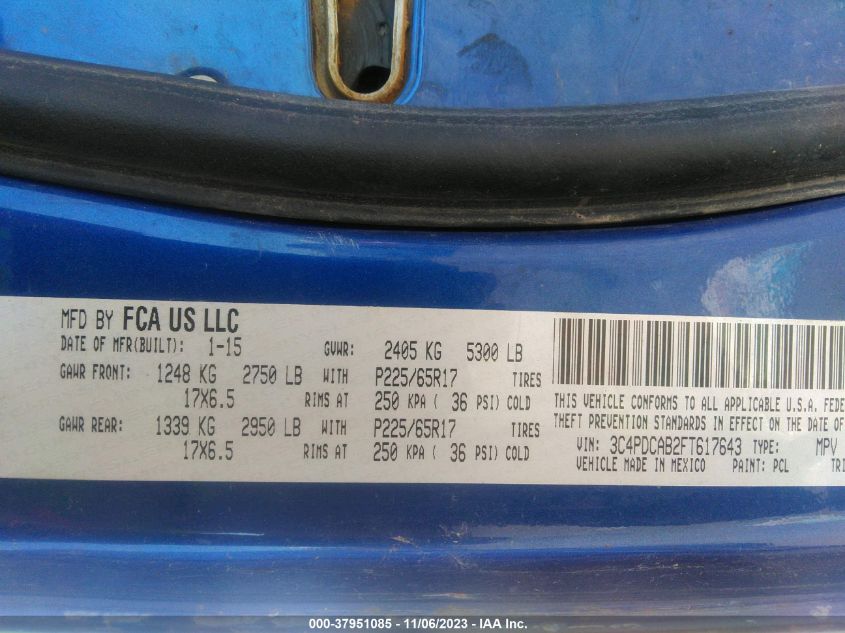 MFD BY FCA US LLC
DATE OF MFR(BUILT): 1-15 GVWR: 2405 KG 5300 LB
GAWR FRONT: 1248 KG 2750 LB WITH P225/65R17 TIRES
17X6.5 RIMS AT 250 KPA ( 36 PSI) COLD
GAWR REAR: 1339 KG 2950 LB WITH P225/65R17 TIRES
17X6.5 RIMS AT 250 KPA ( 36 PSI) COLD
THIS VEHICLE CONFORMS TO ALL APPLICABLE U.S.A. FEDE
THEFT PREVENTION STANDARDS IN EFFECT ON THE DATE OF
VIN: 3C4PDCAB2FT617643 TYPE: MPV
VEHICLE MADE IN MEXICO PAINT: PCL TRI
000-37951085 - 11/06/2023 - IAA Inc.